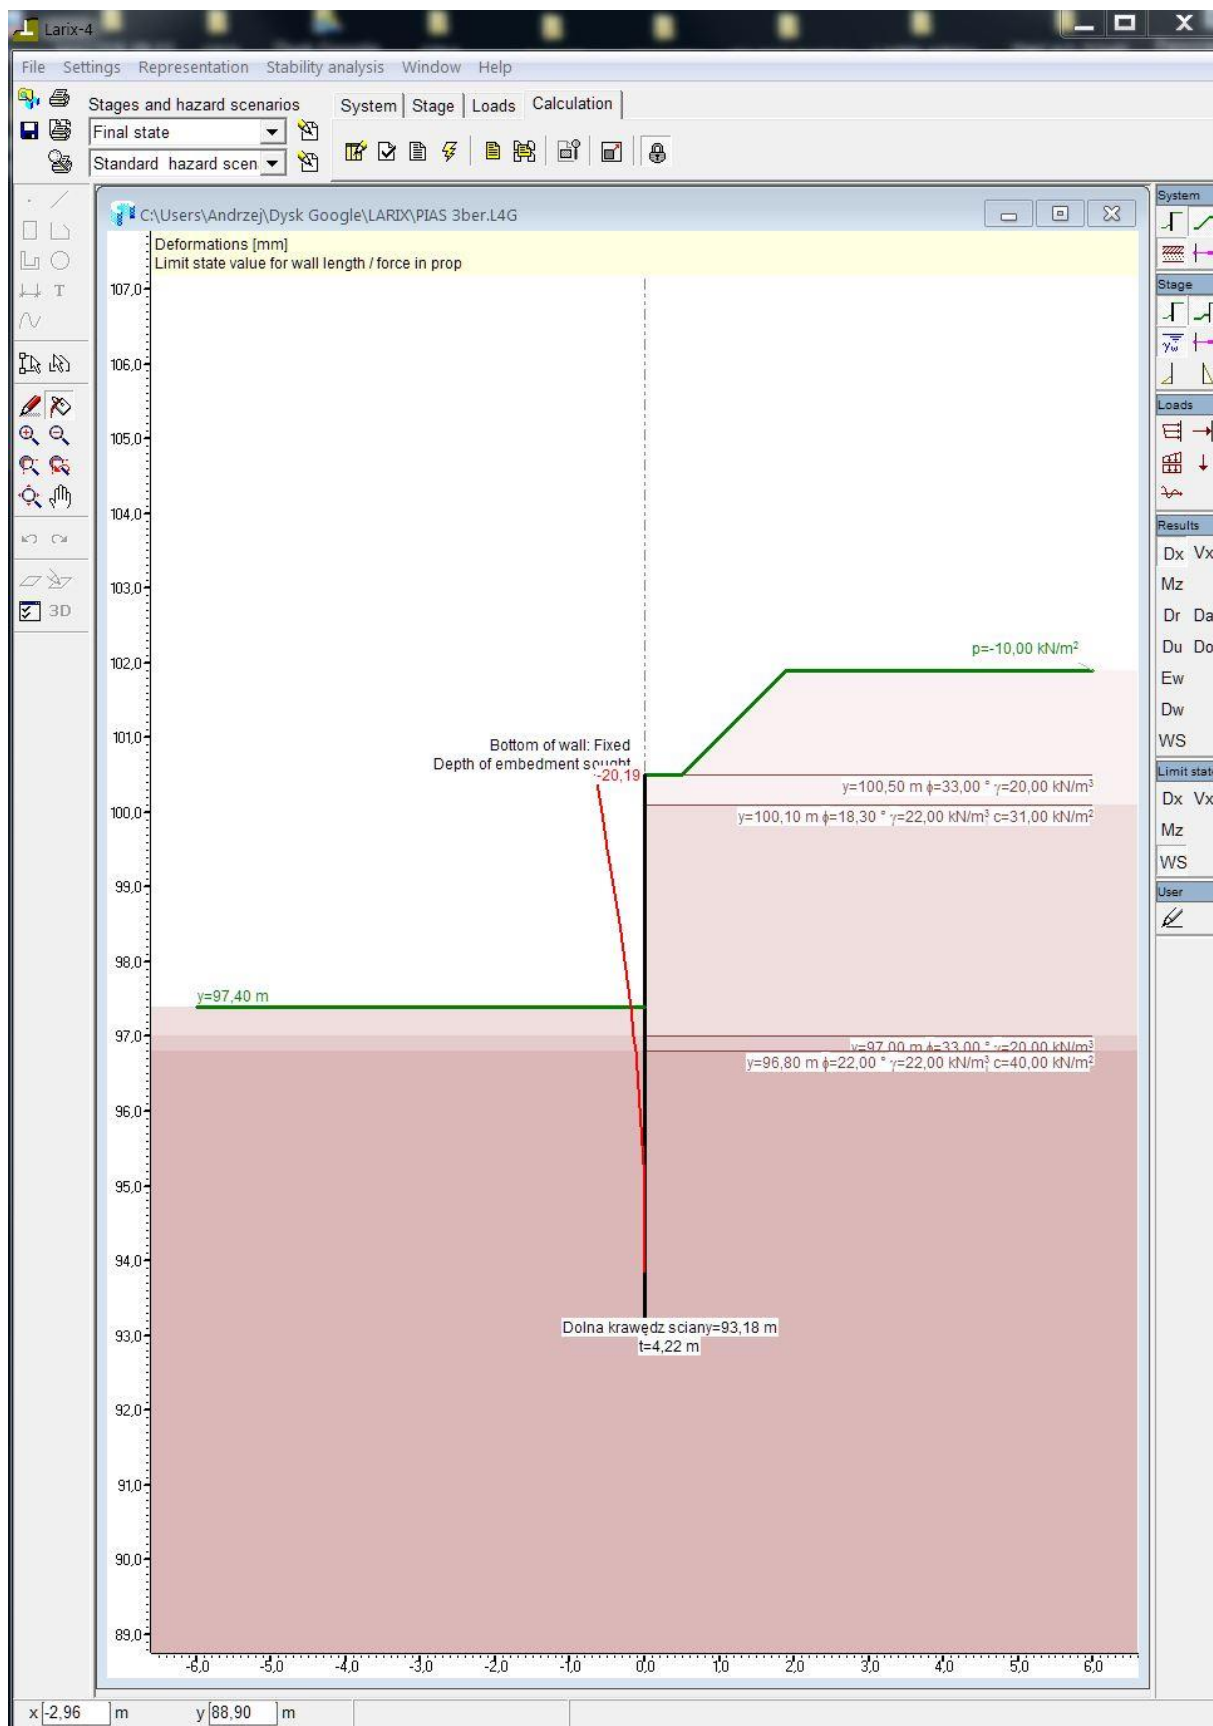 Larix-4
File Settings Representation Stability analysis Window Help
Stages and hazard scenarios
System Stage Loads Calculation
Final state
Standard hazard scen
C:\Users\Andrzej\Dysk Google\LARIX\PIAS 3ber.L4G
Deformations [mm]
Limit state value for wall length / force in prop
107,0
106,0
105,0
104,0
103,0
102,0
101,0
100,0
99,0
98,0
97,0
96,0
95,0
94,0
93,0
92,0
91,0
90,0
89,0
p=-10,00 kN/m²
Bottom of wall: Fixed
Depth of embedment sought
-20,19
y=100,50 m ϕ=33,00 ° γ=20,00 kN/m³
y=100,10 m ϕ=18,30 ° γ=22,00 kN/m³ c=31,00 kN/m²
y=97,40 m
y=97,00 m ϕ=33,00 ° γ=20,00 kN/m³
y=96,80 m ϕ=22,00 ° γ=22,00 kN/m³ c=40,00 kN/m²
Dolna krawędz sciany=93,18 m
t=4,22 m
-6,0 -5,0 -4,0 -3,0 -2,0 -1,0 0,0 1,0 2,0 3,0 4,0 5,0 6,0
T
3D
System
Stage
γw
Loads
Results
Dx Vx
Mz
Dr Da
Du Do
Ew
Dw
WS
Limit state
Dx Vx
Mz
WS
User
x -2,96 m y 88,90 m